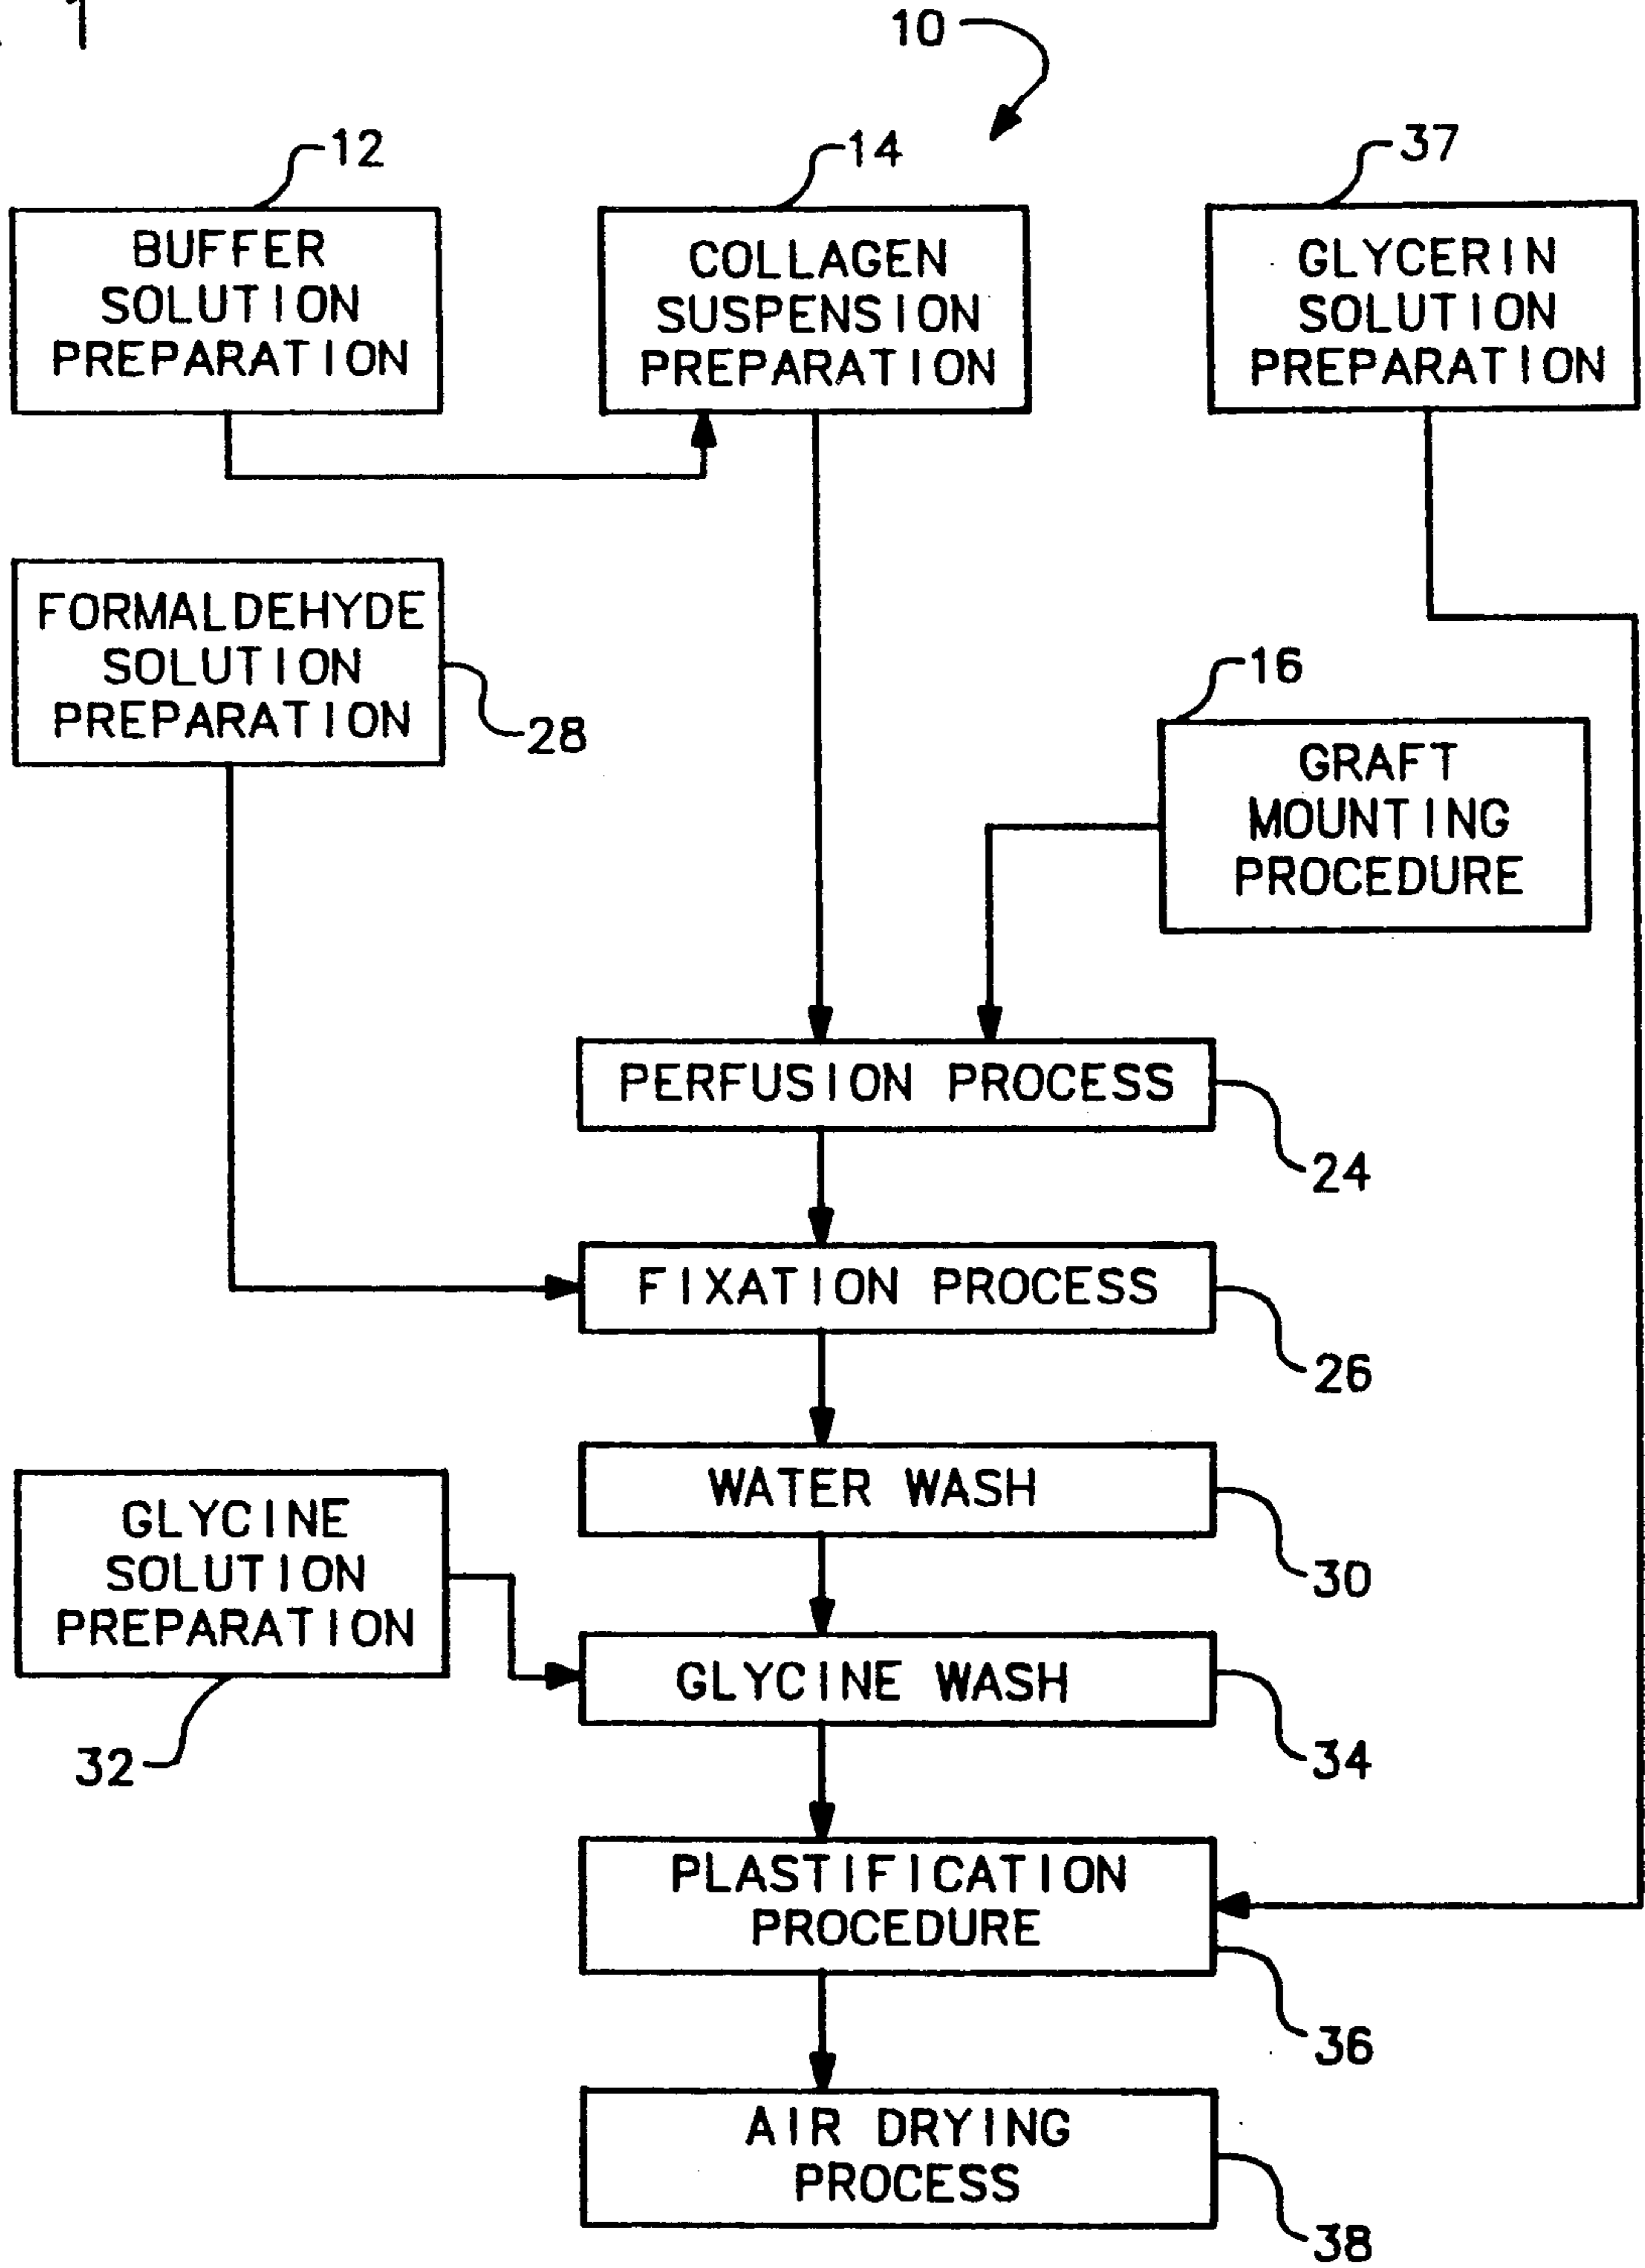 1
10
12
14
37
BUFFER
SOLUTION
PREPARATION
COLLAGEN
SUSPENSION
PREPARATION
GLYCERIN
SOLUTION
PREPARATION
FORMALDEHYDE
SOLUTION
PREPARATION
28
16
GRAFT
MOUNTING
PROCEDURE
PERFUSION PROCESS
24
FIXATION PROCESS
26
WATER WASH
30
GLYCINE
SOLUTION
PREPARATION
32
GLYCINE WASH
34
PLASTIFICATION
PROCEDURE
36
AIR DRYING
PROCESS
38